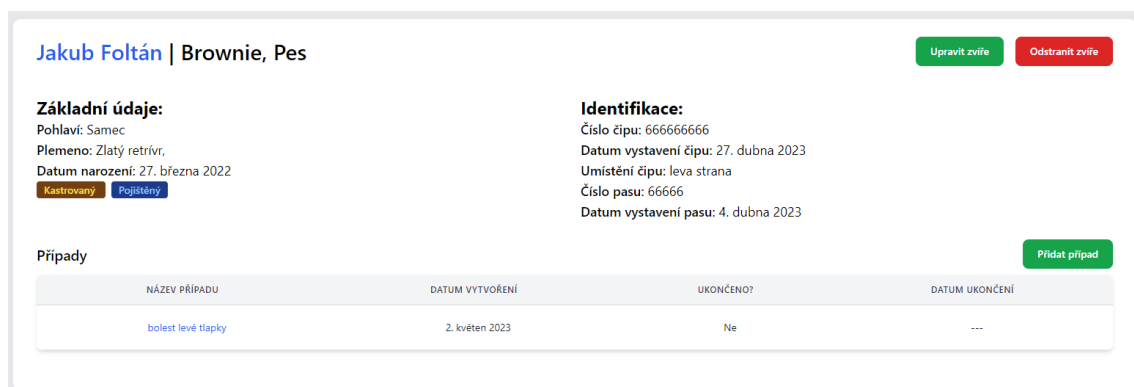 Jakub Foltán | Brownie, Pes
Upravit zvíře
Odstranit zvíře
Základní údaje:
Pohlaví: Samec
Plemeno: Zlatý retrívr,
Datum narození: 27. března 2022
Kastrovaný Pojištěný
Identifikace:
Číslo čipu: 666666666
Datum vystavení čipu: 27. dubna 2023
Umístění čipu: leva strana
Číslo pasu: 66666
Datum vystavení pasu: 4. dubna 2023
Případy
Přidat případ
NÁZEV PŘÍPADU DATUM VYTVOŘENÍ UKONČENO? DATUM UKONČENÍ
bolest levé tlapky 2. květen 2023 Ne ---